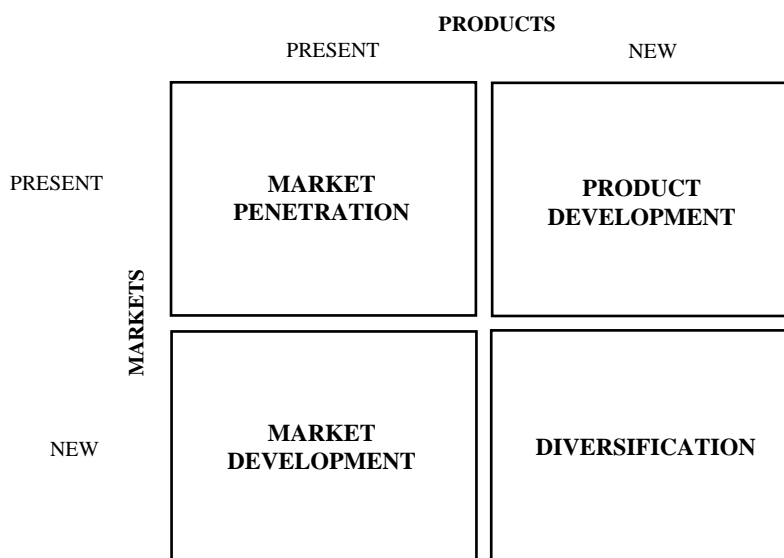 PRODUCTS
PRESENT
NEW
PRESENT
MARKET
PENETRATION
PRODUCT
DEVELOPMENT
MARKETS
NEW
MARKET
DEVELOPMENT
DIVERSIFICATION